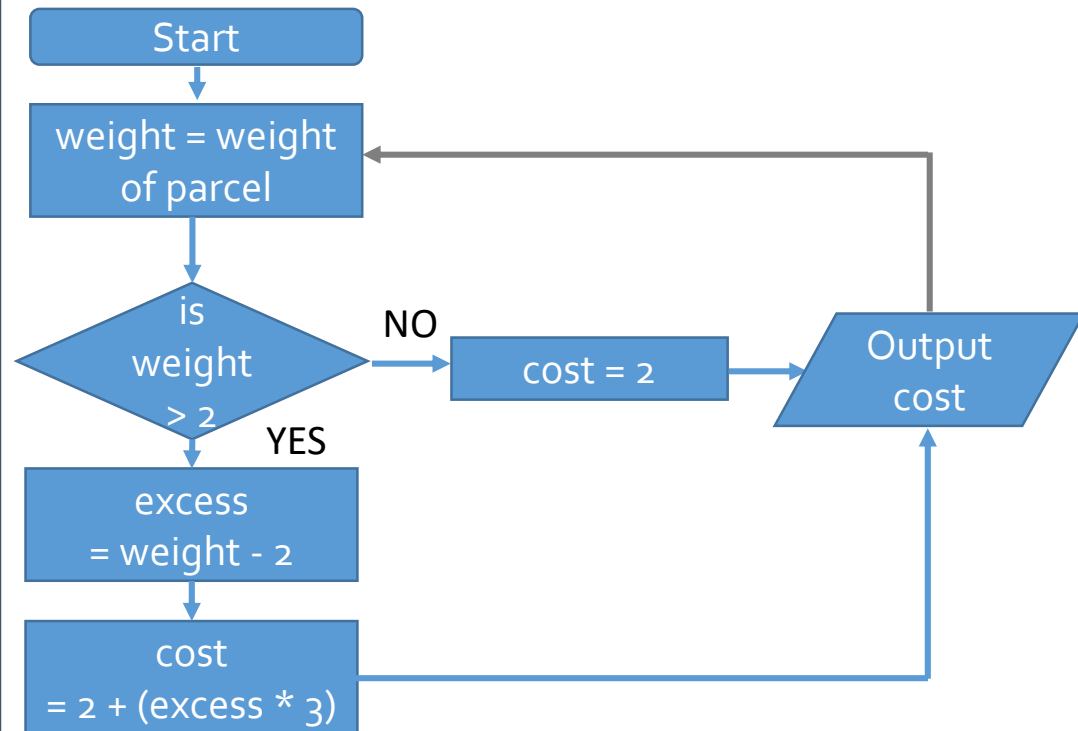 Start
weight = weight
of parcel
is
weight
> 2
NO
cost = 2
Output
cost
YES
excess
= weight - 2
cost
= 2 + (excess * 3)